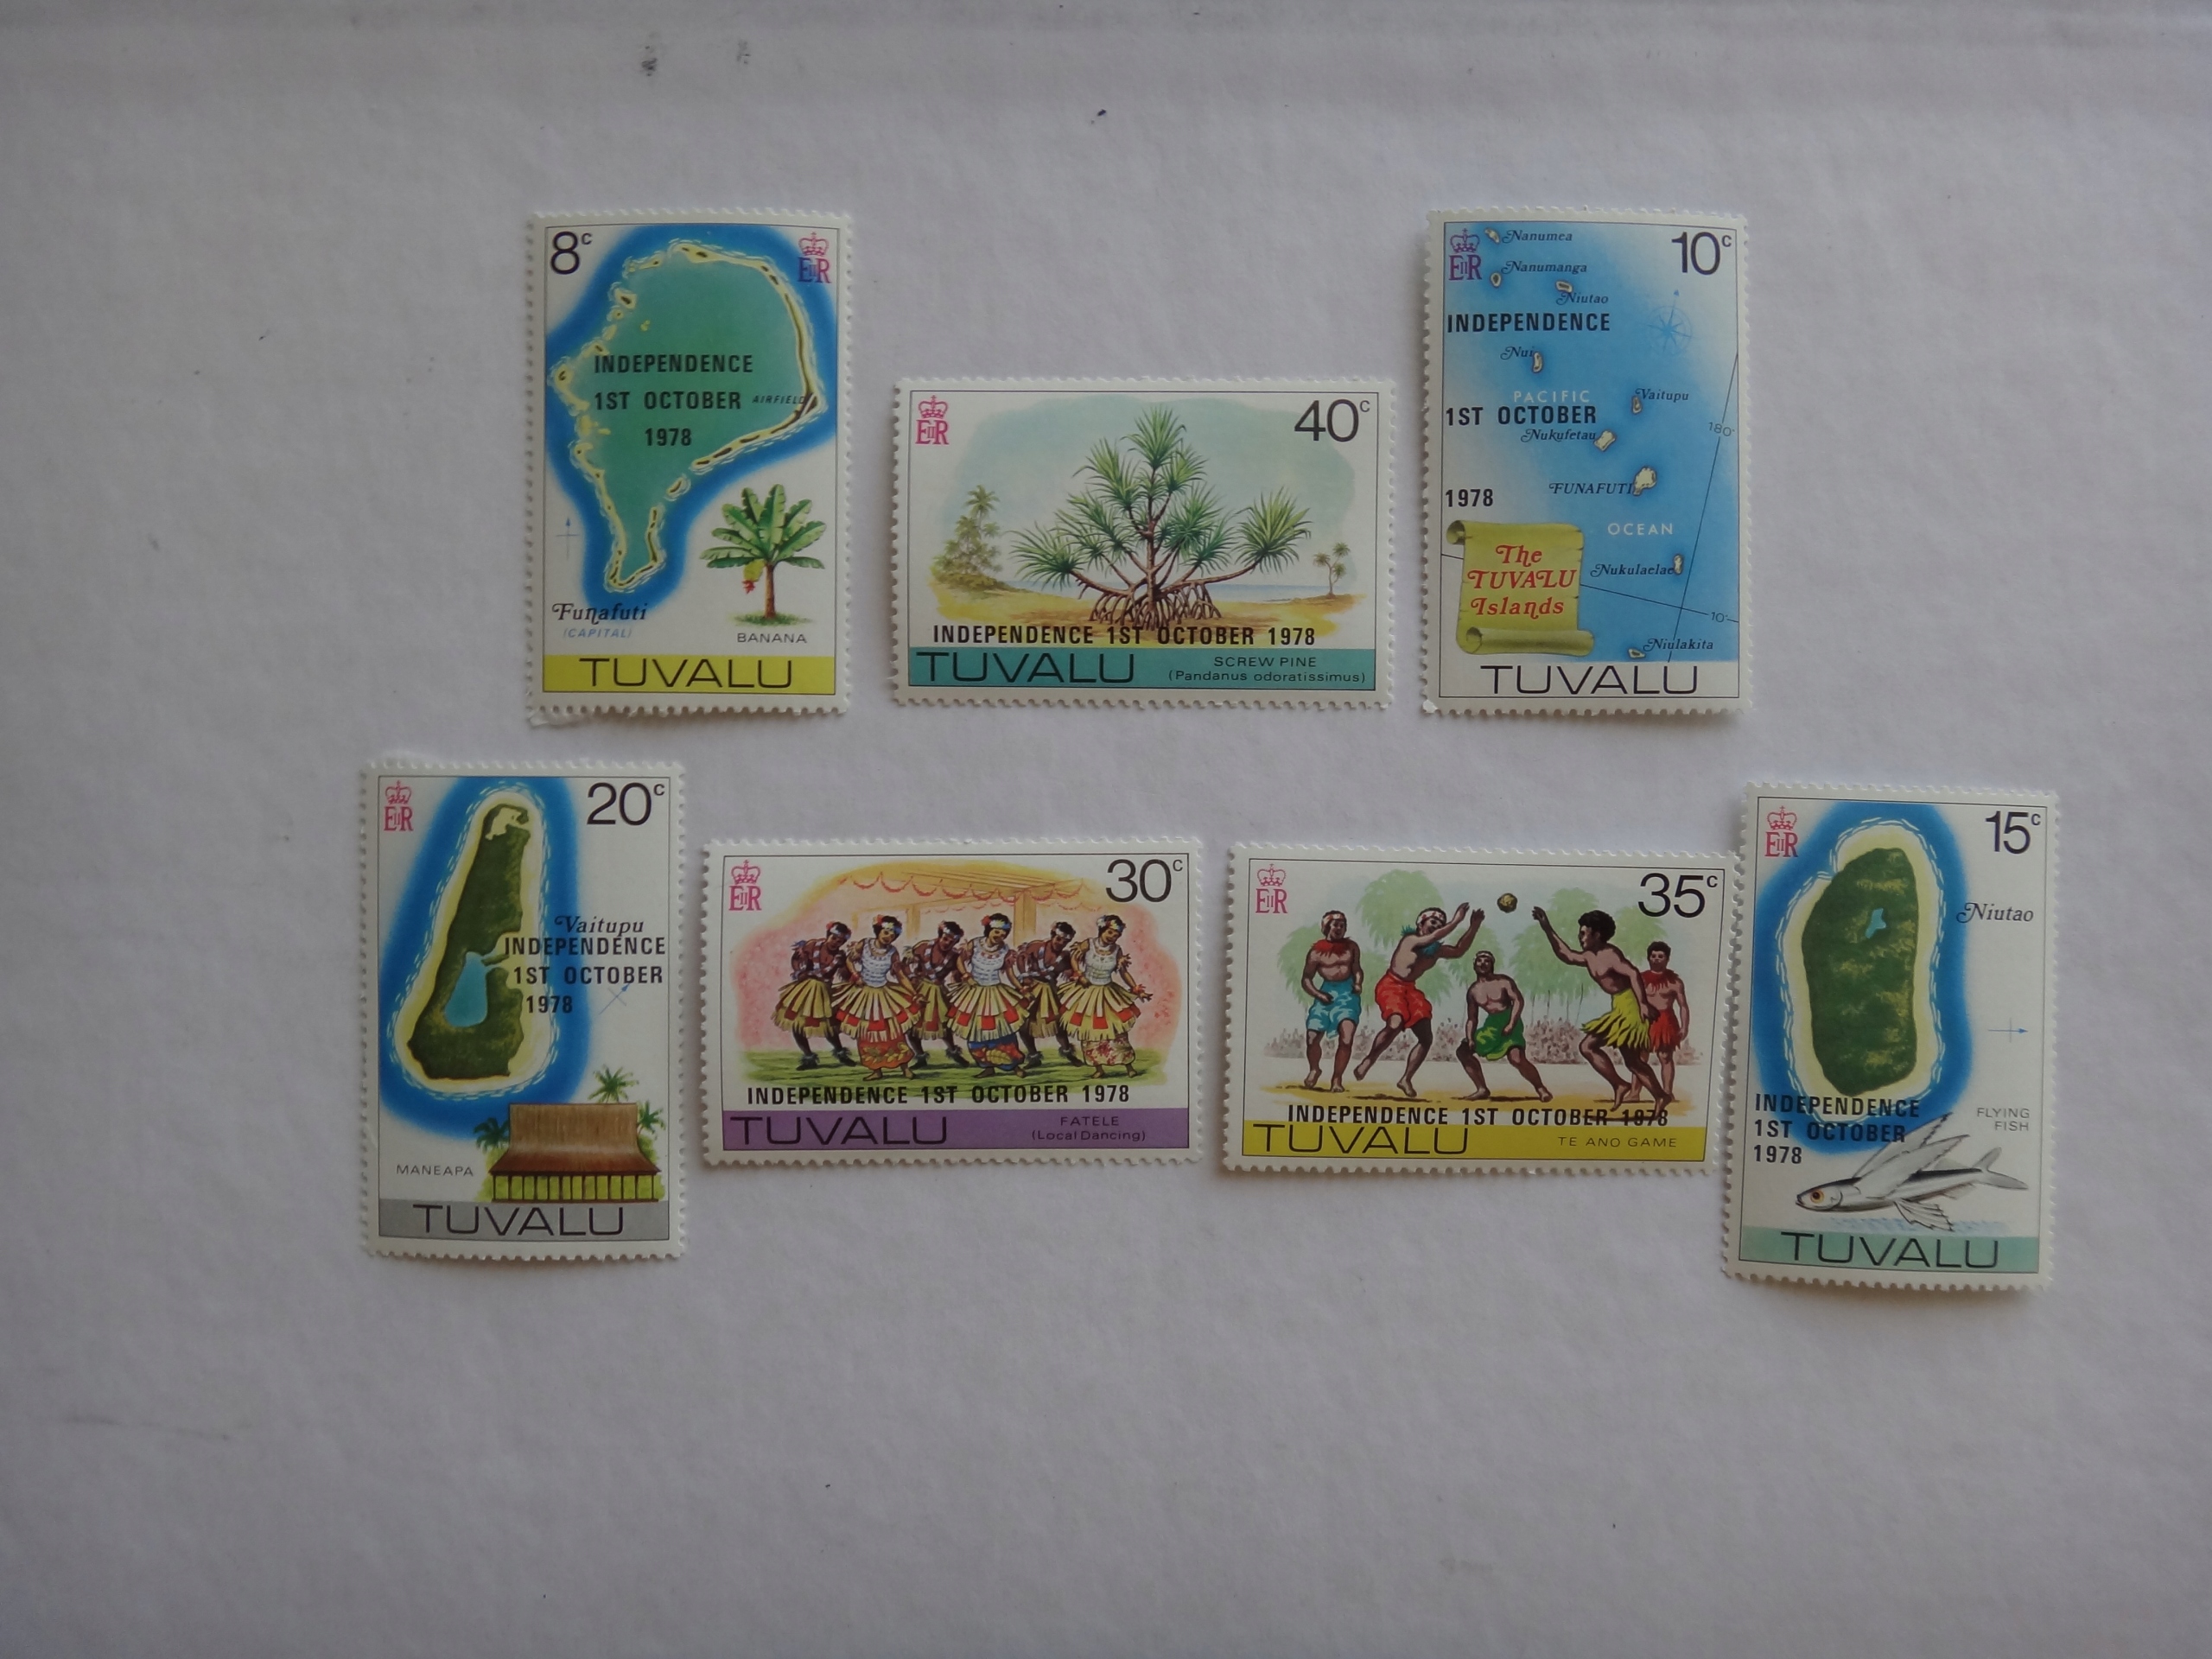 8c
EIIR
INDEPENDENCE
1ST OCTOBER AIRFIELD
1978
Funafuti
(CAPITAL)
BANANA
TUVALU
EIIR
40c
INDEPENDENCE 1ST OCTOBER 1978
TUVALU
SCREW PINE
(Pandanus odoratissimus)
EIIR
10c
Nanumea
Nanumanga
Niutao
INDEPENDENCE
Nui
PACIFIC
Vaitupu
1ST OCTOBER
Nukufetau
180°
FUNAFUTI
1978
OCEAN
The
TUVALU
Islands
Nukulaelae
10°
Niulakita
TUVALU
EIIR
20c
Vaitupu
INDEPENDENCE
1ST OCTOBER
1978
MANEAPA
TUVALU
EIIR
30c
INDEPENDENCE 1ST OCTOBER 1978
TUVALU
FATELE
(Local Dancing)
EIIR
35c
INDEPENDENCE 1ST OCTOBER 1978
TUVALU
TE ANO GAME
EIIR
15c
Niutao
INDEPENDENCE
1ST OCTOBER
1978
FLYING
FISH
TUVALU